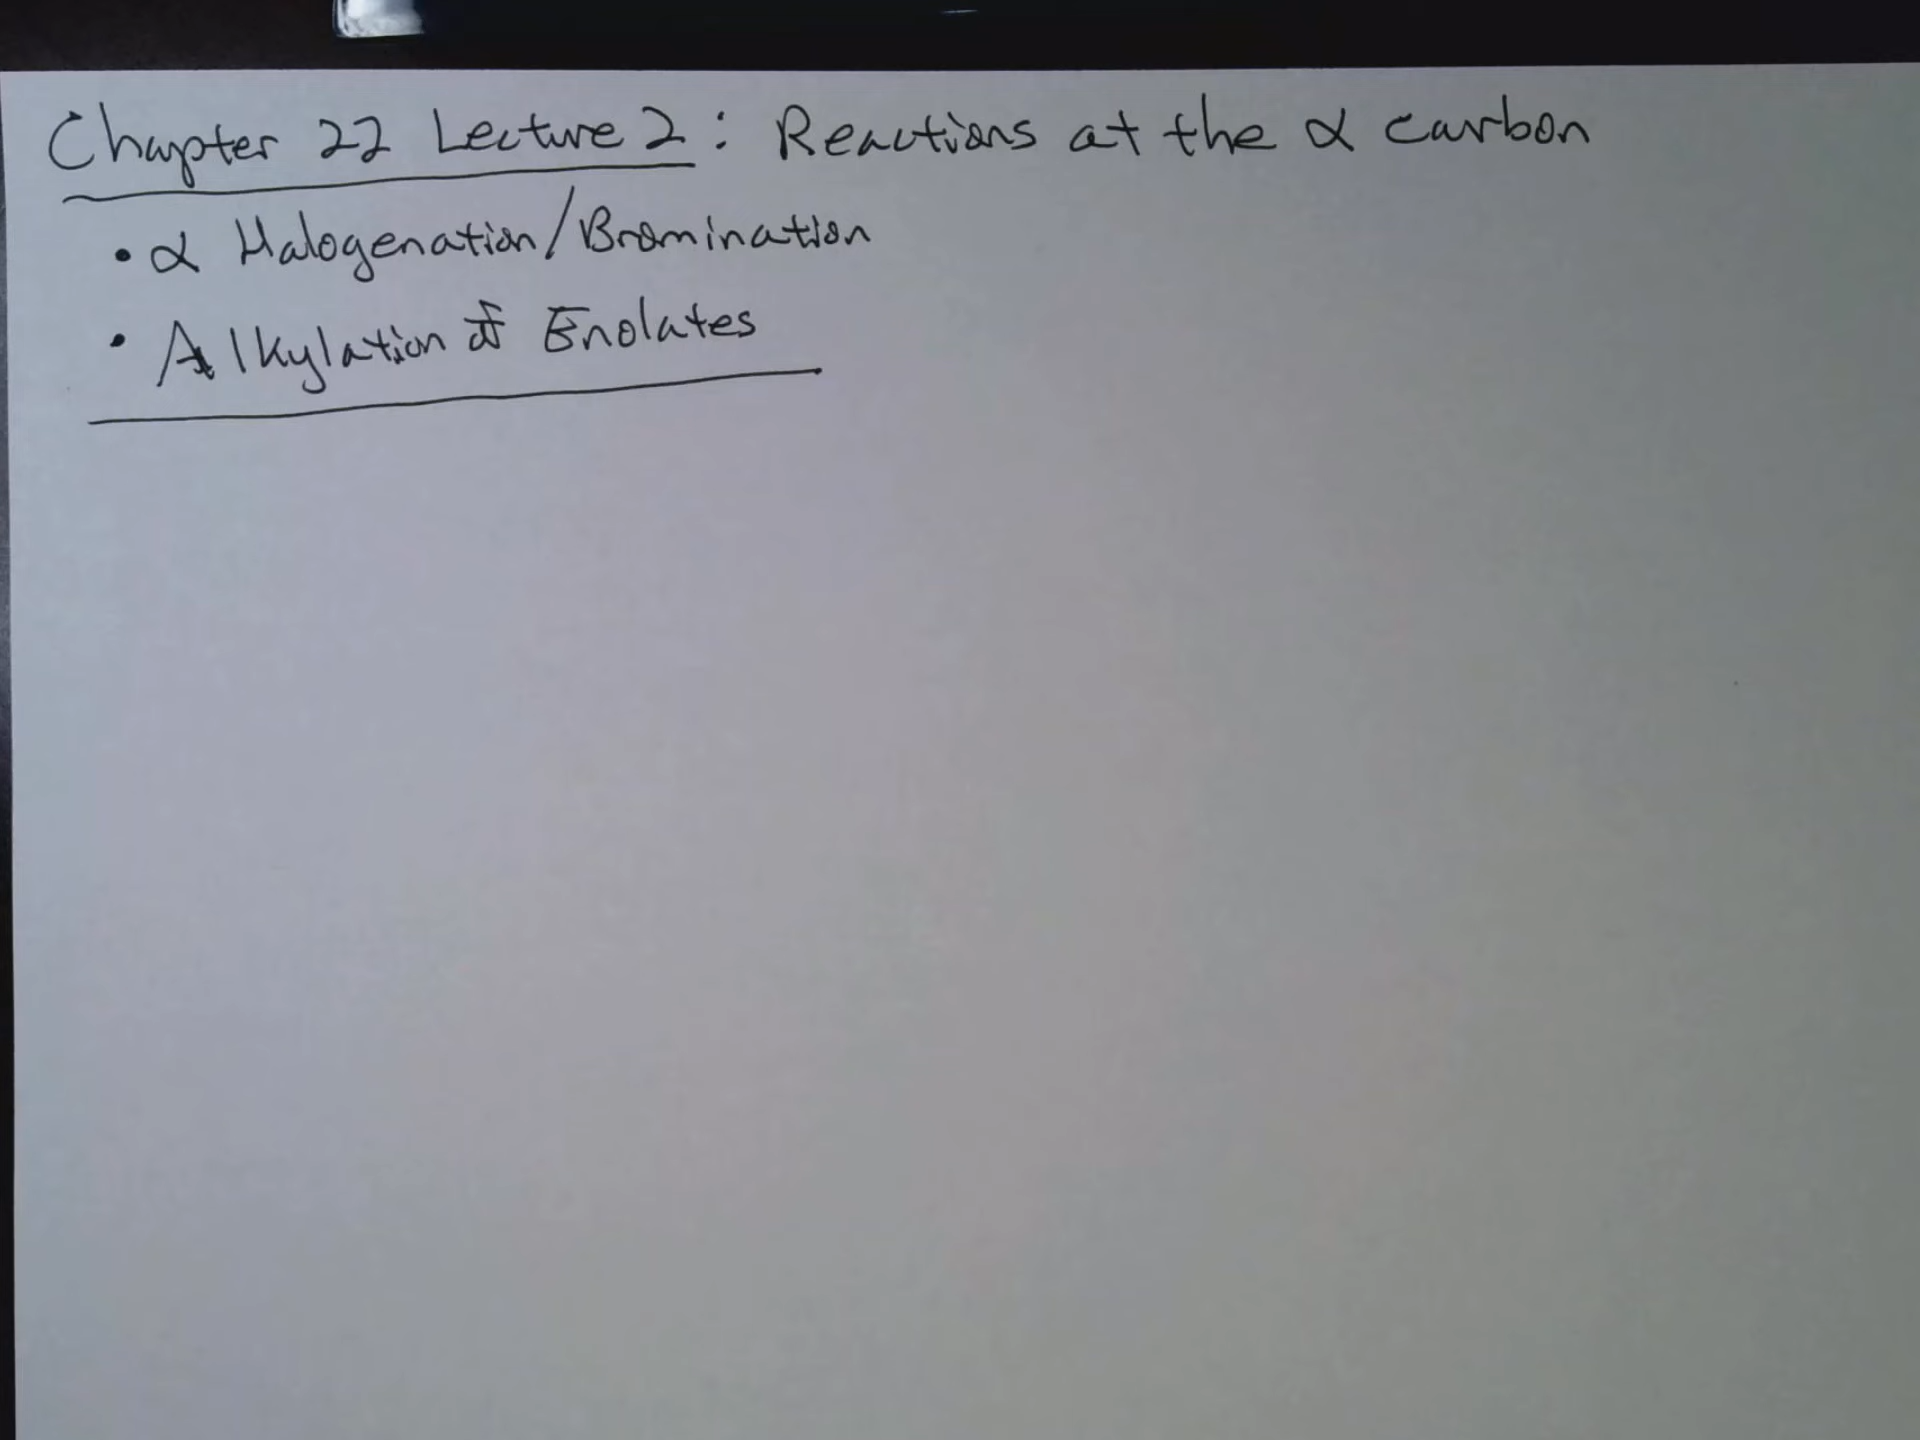 Chapter 22 Lecture 2 : Reactions at the α carbon
• α Halogenation/Bromination
• Alkylation of Enolates